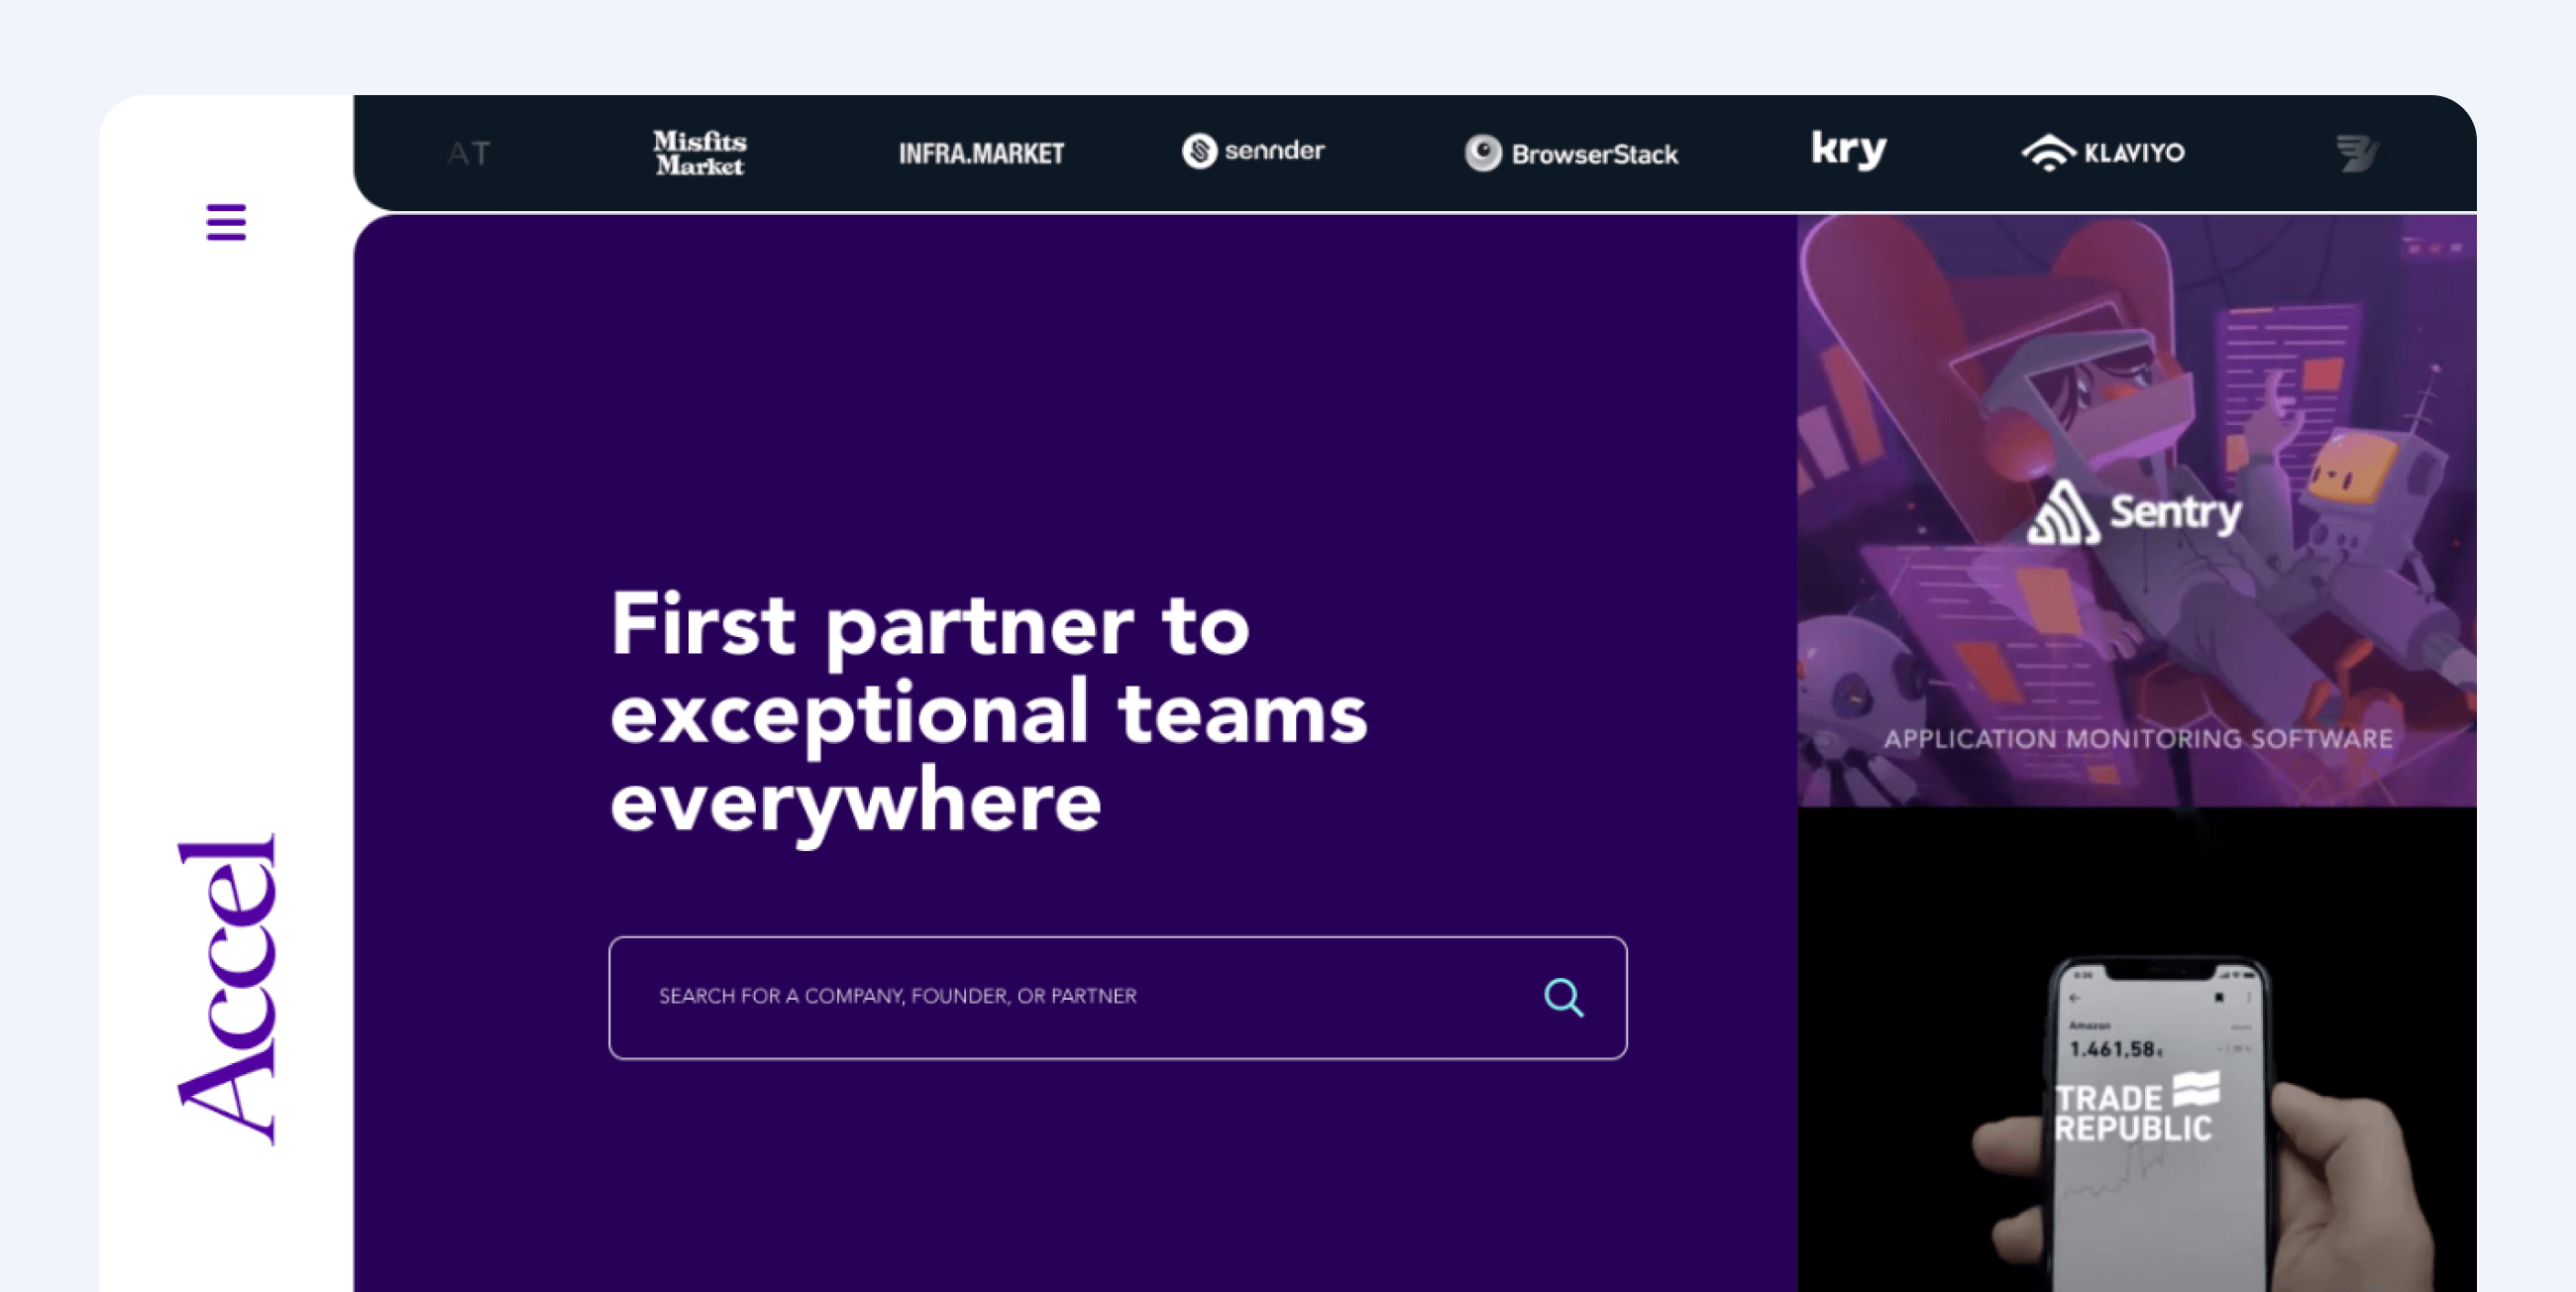 AT
Misfits
Market
INFRA.MARKET
sennder
BrowserStack
kry
KLAVIYO
Accel
First partner to
exceptional teams
everywhere
SEARCH FOR A COMPANY, FOUNDER, OR PARTNER
Sentry
APPLICATION MONITORING SOFTWARE
Amazon
1.461,58 €
TRADE
REPUBLIC